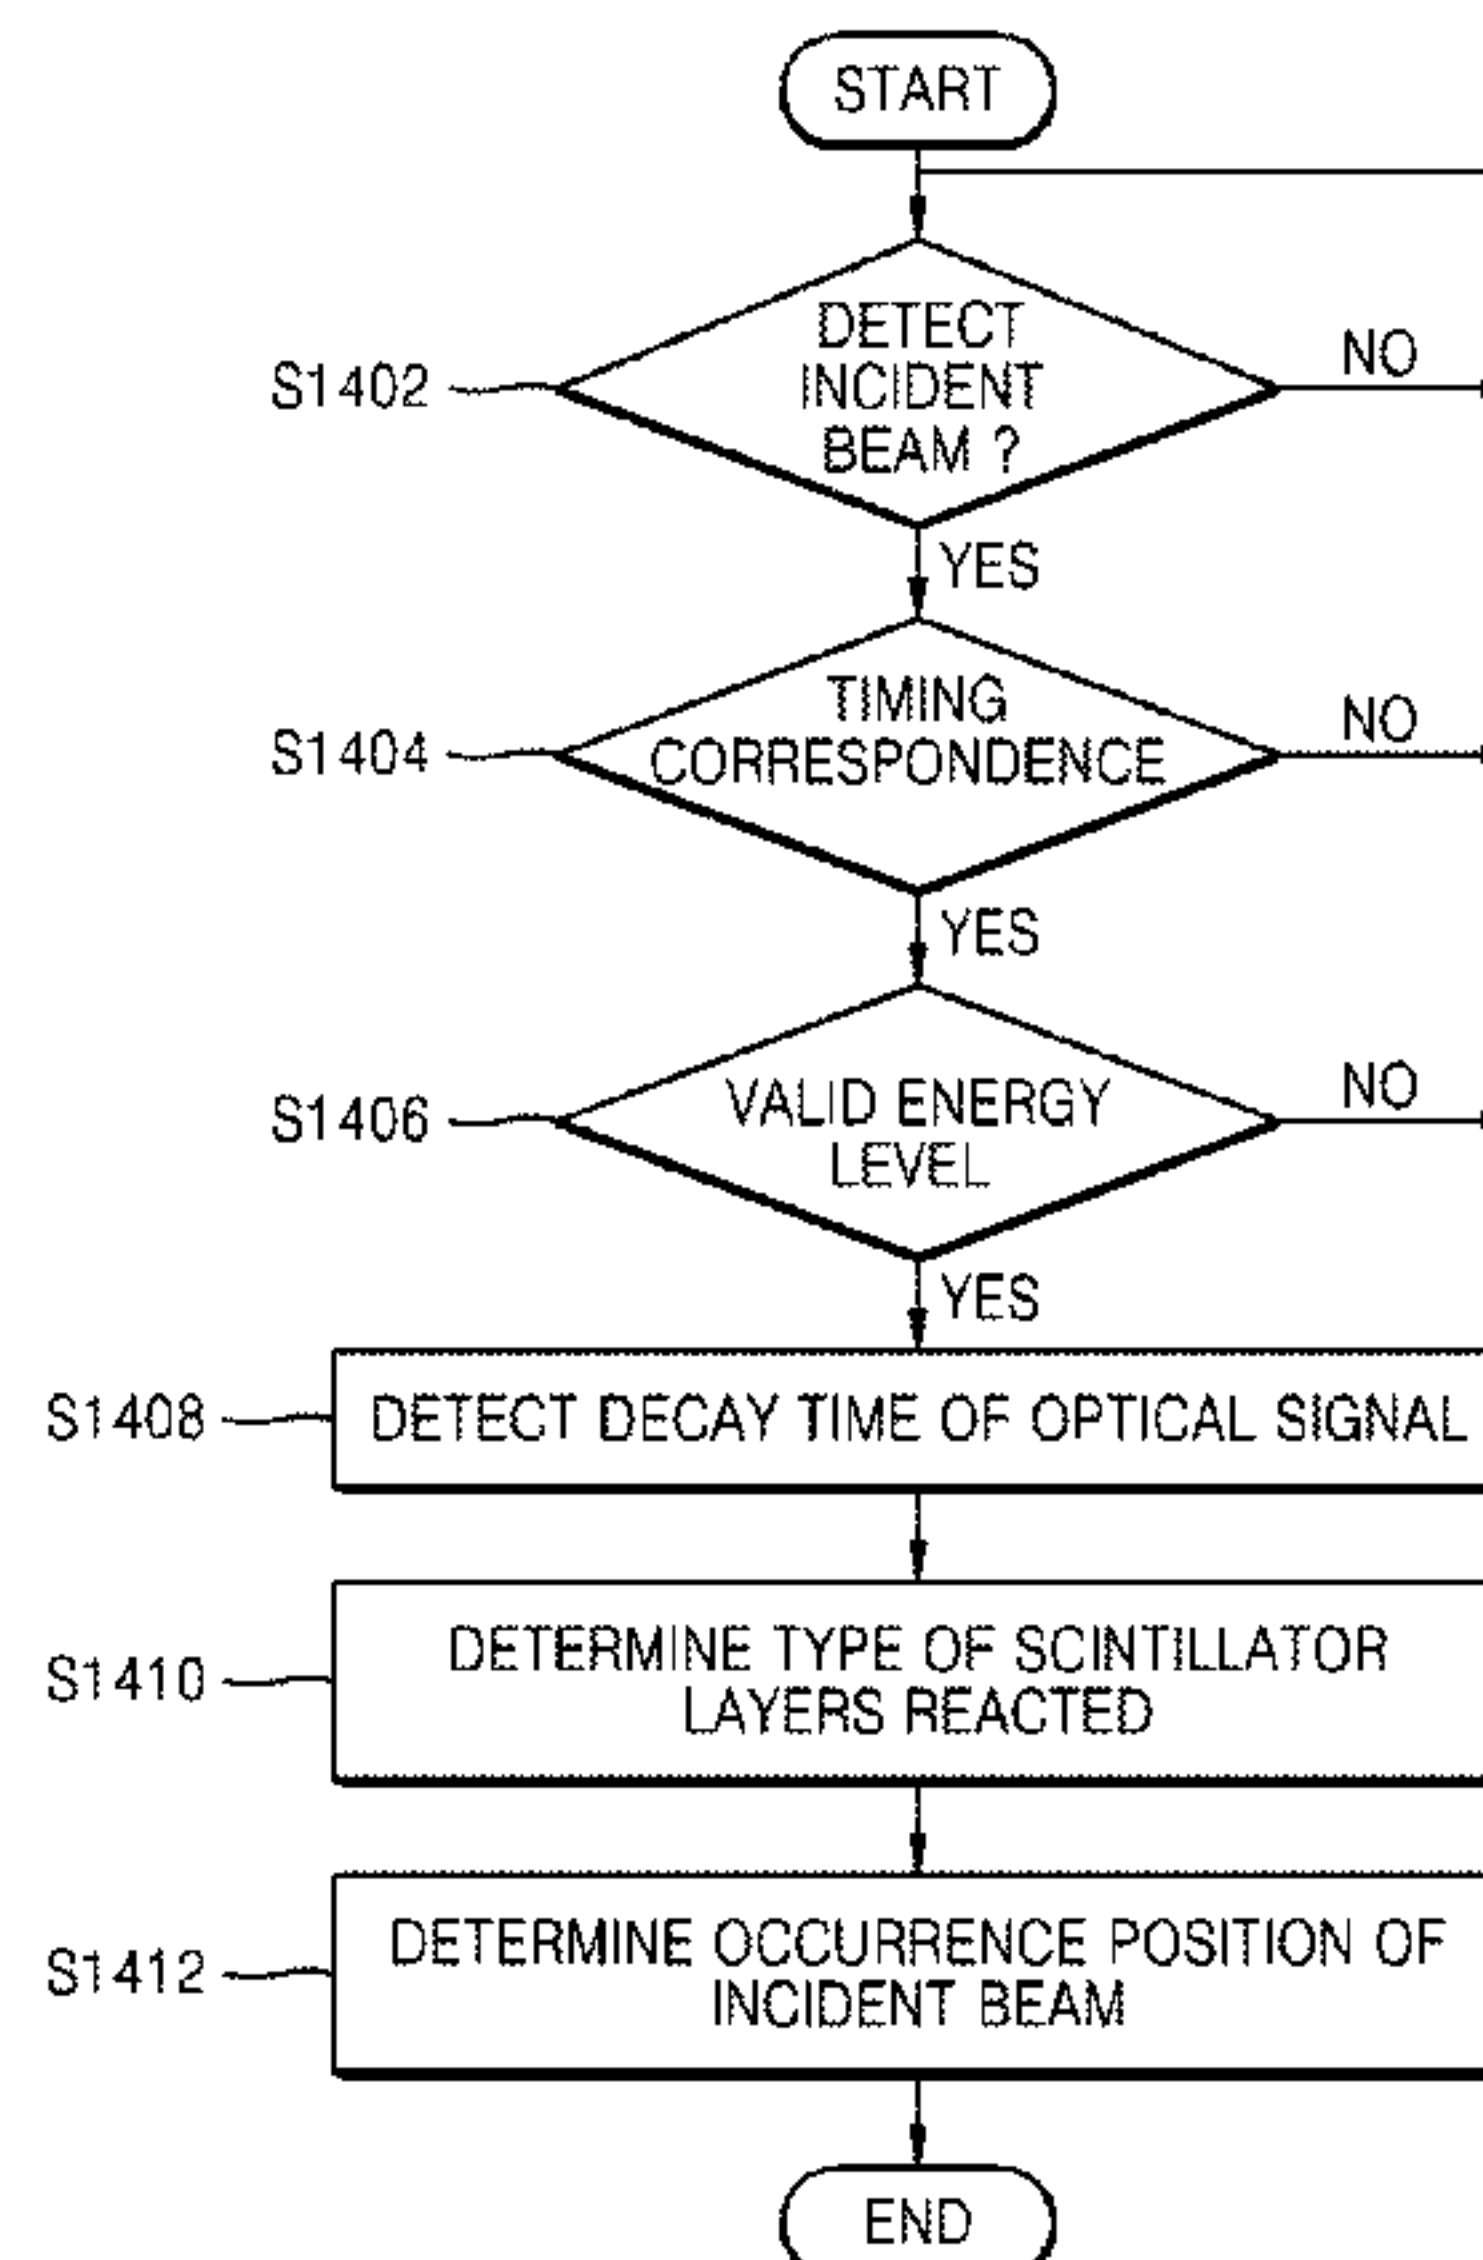 START
DETECT
INCIDENT
BEAM ?
S1402
NO
YES
TIMING
CORRESPONDENCE
S1404
NO
YES
VALID ENERGY
LEVEL
S1406
NO
YES
S1408
DETECT DECAY TIME OF OPTICAL SIGNAL
S1410
DETERMINE TYPE OF SCINTILLATOR
LAYERS REACTED
S1412
DETERMINE OCCURRENCE POSITION OF
INCIDENT BEAM
END